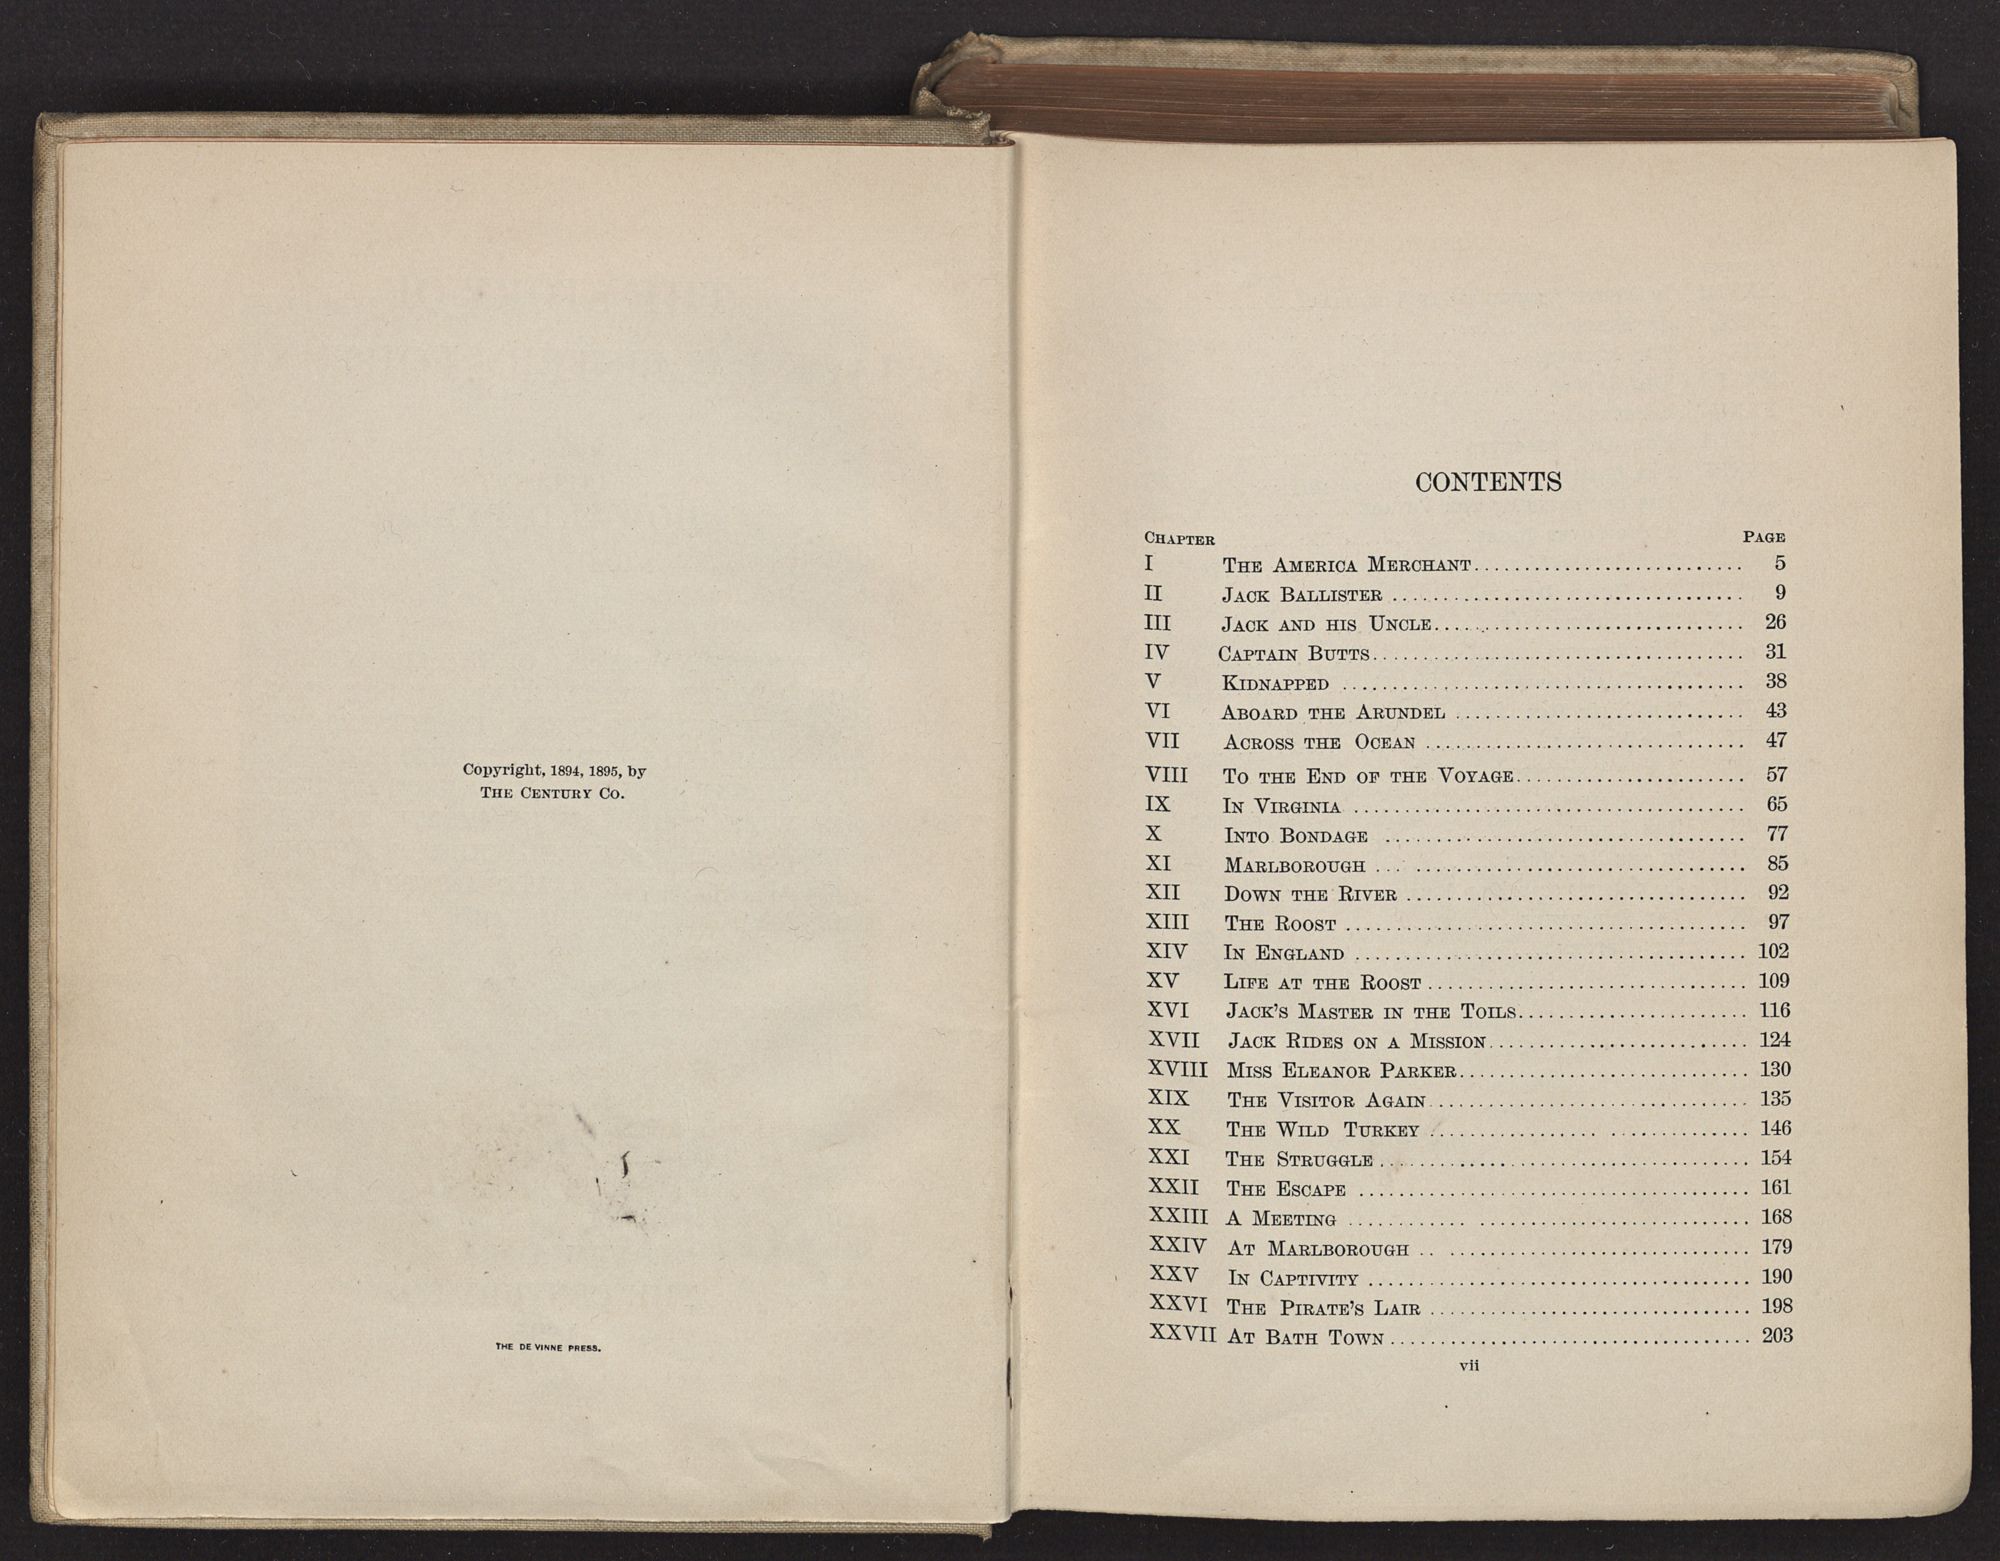 Copyright, 1894, 1895, by
THE CENTURY CO.
THE DE VINNE PRESS.
CONTENTS
CHAPTER PAGE
I THE AMERICA MERCHANT 5
II JACK BALLISTER 9
III JACK AND HIS UNCLE 26
IV CAPTAIN BUTTS 31
V KIDNAPPED 38
VI ABOARD THE ARUNDEL 43
VII ACROSS THE OCEAN 47
VIII TO THE END OF THE VOYAGE 57
IX IN VIRGINIA 65
X INTO BONDAGE 77
XI MARLBOROUGH 85
XII DOWN THE RIVER 92
XIII THE ROOST 97
XIV IN ENGLAND 102
XV LIFE AT THE ROOST 109
XVI JACK'S MASTER IN THE TOILS 116
XVII JACK RIDES ON A MISSION 124
XVIII MISS ELEANOR PARKER 130
XIX THE VISITOR AGAIN 135
XX THE WILD TURKEY 146
XXI THE STRUGGLE 154
XXII THE ESCAPE 161
XXIII A MEETING 168
XXIV AT MARLBOROUGH 179
XXV IN CAPTIVITY 190
XXVI THE PIRATE'S LAIR 198
XXVII AT BATH TOWN 203
vii